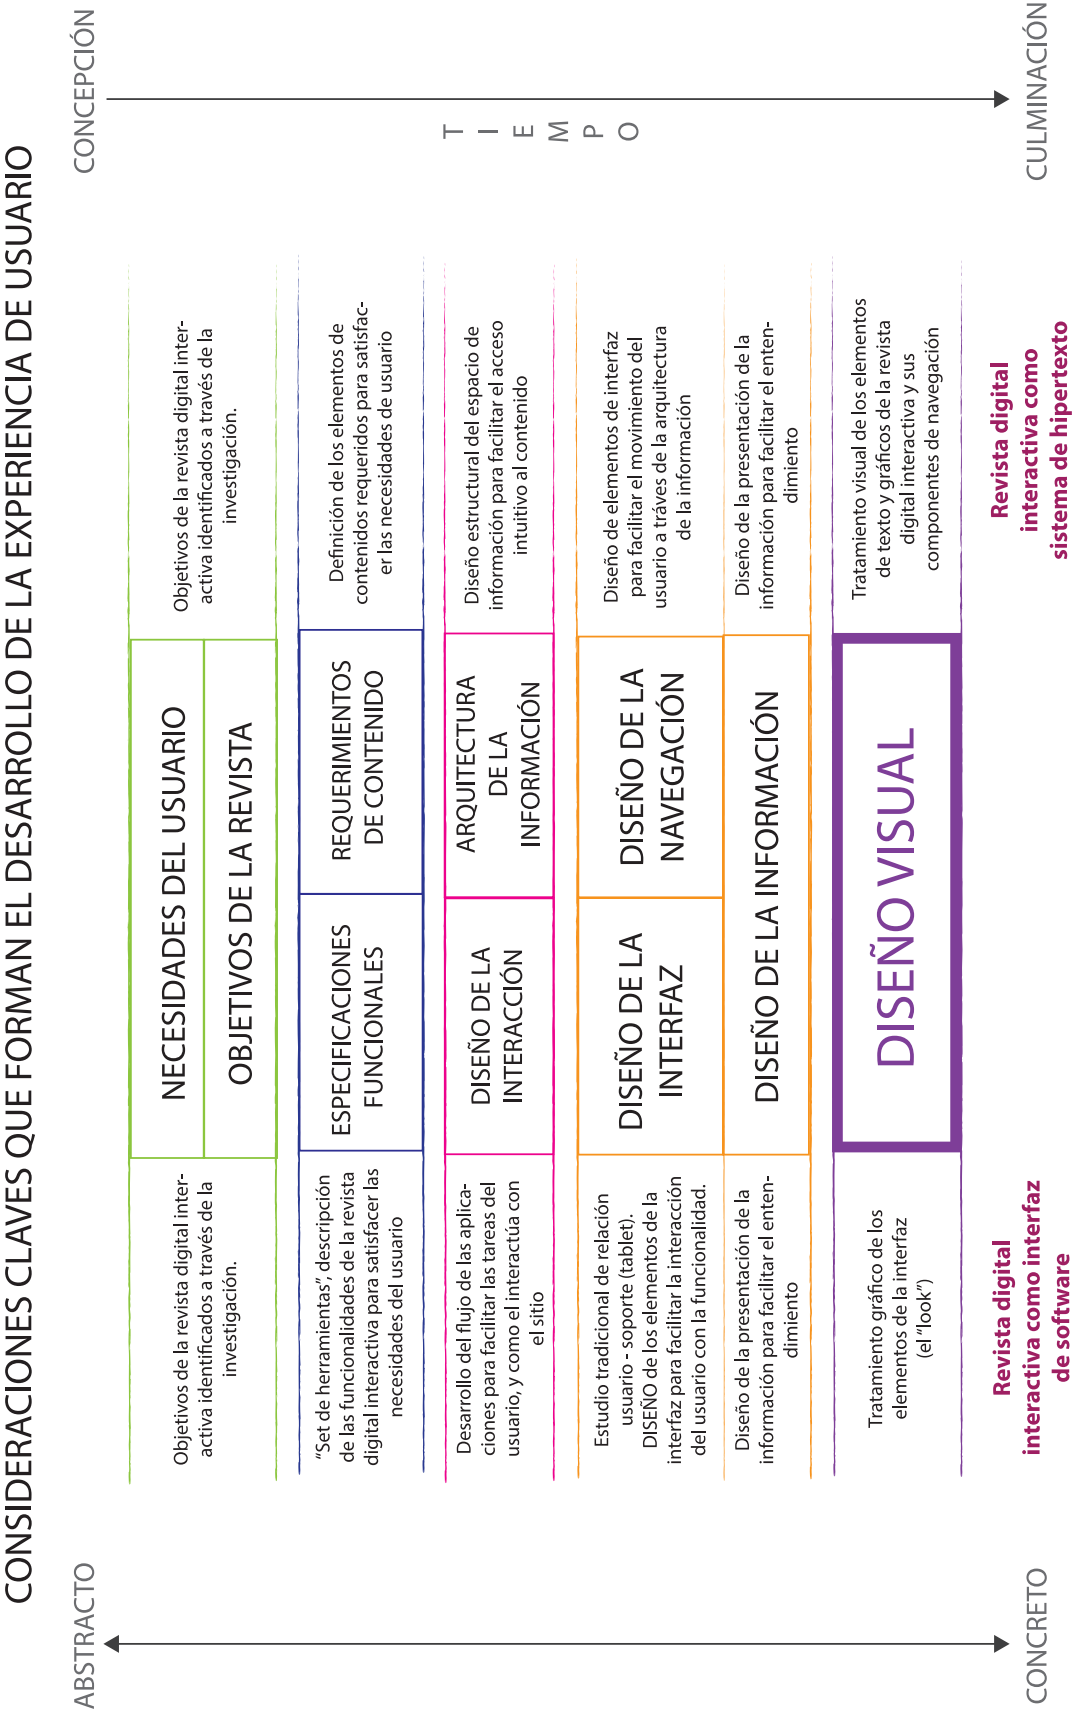 CONSIDERACIONES CLAVES QUE FORMAN EL DESARROLLO DE LA EXPERIENCIA DE USUARIO
ABSTRACTO
CONCEPCIÓN
Objetivos de la revista digital inter-
activa identificados a través de la
investigación.
NECESIDADES DEL USUARIO
OBJETIVOS DE LA REVISTA
Objetivos de la revista digital inter-
activa identificados a través de la
investigación.
“Set de herramientas”, descripción
de las funcionalidades de la revista
digital interactiva para satisfacer las
necesidades del usuario
ESPECIFICACIONES
FUNCIONALES
REQUERIMIENTOS
DE CONTENIDO
Definición de los elementos de
contenidos requeridos para satisfac-
er las necesidades de usuario
Desarrollo del flujo de las aplica-
ciones para facilitar las tareas del
usuario, y como el interactúa con
el sitio
DISEÑO DE LA
INTERACCIÓN
ARQUITECTURA
DE LA
INFORMACIÓN
Diseño estructural del espacio de
información para facilitar el acceso
intuitivo al contenido
TIEMPO
Estudio tradicional de relación
usuario - soporte (tablet).
DISEÑO de los elementos de la
interfaz para facilitar la interacción
del usuario con la funcionalidad.
DISEÑO DE LA
INTERFAZ
DISEÑO DE LA
NAVEGACIÓN
Diseño de elementos de interfaz
para facilitar el movimiento del
usuario a tráves de la arquitectura
de la información
Diseño de la presentación de la
información para facilitar el enten-
dimiento
DISEÑO DE LA INFORMACIÓN
Diseño de la presentación de la
información para facilitar el enten-
dimiento
Tratamiento gráfico de los
elementos de la interfaz
(el “look”)
DISEÑO VISUAL
Tratamiento visual de los elementos
de texto y gráficos de la revista
digital interactiva y sus
componentes de navegación
Revista digital
interactiva como interfaz
de software
Revista digital
interactiva como
sistema de hipertexto
CONCRETO
CULMINACIÓN